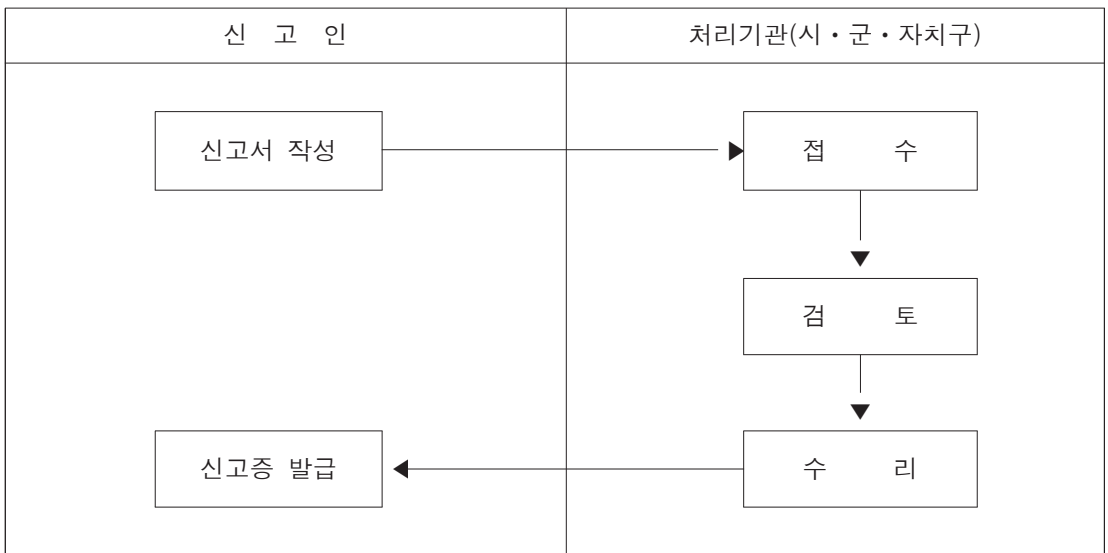 신 고 인
처리기관(시・군・자치구)
신고서 작성
접 수
검 토
신고증 발급
수 리